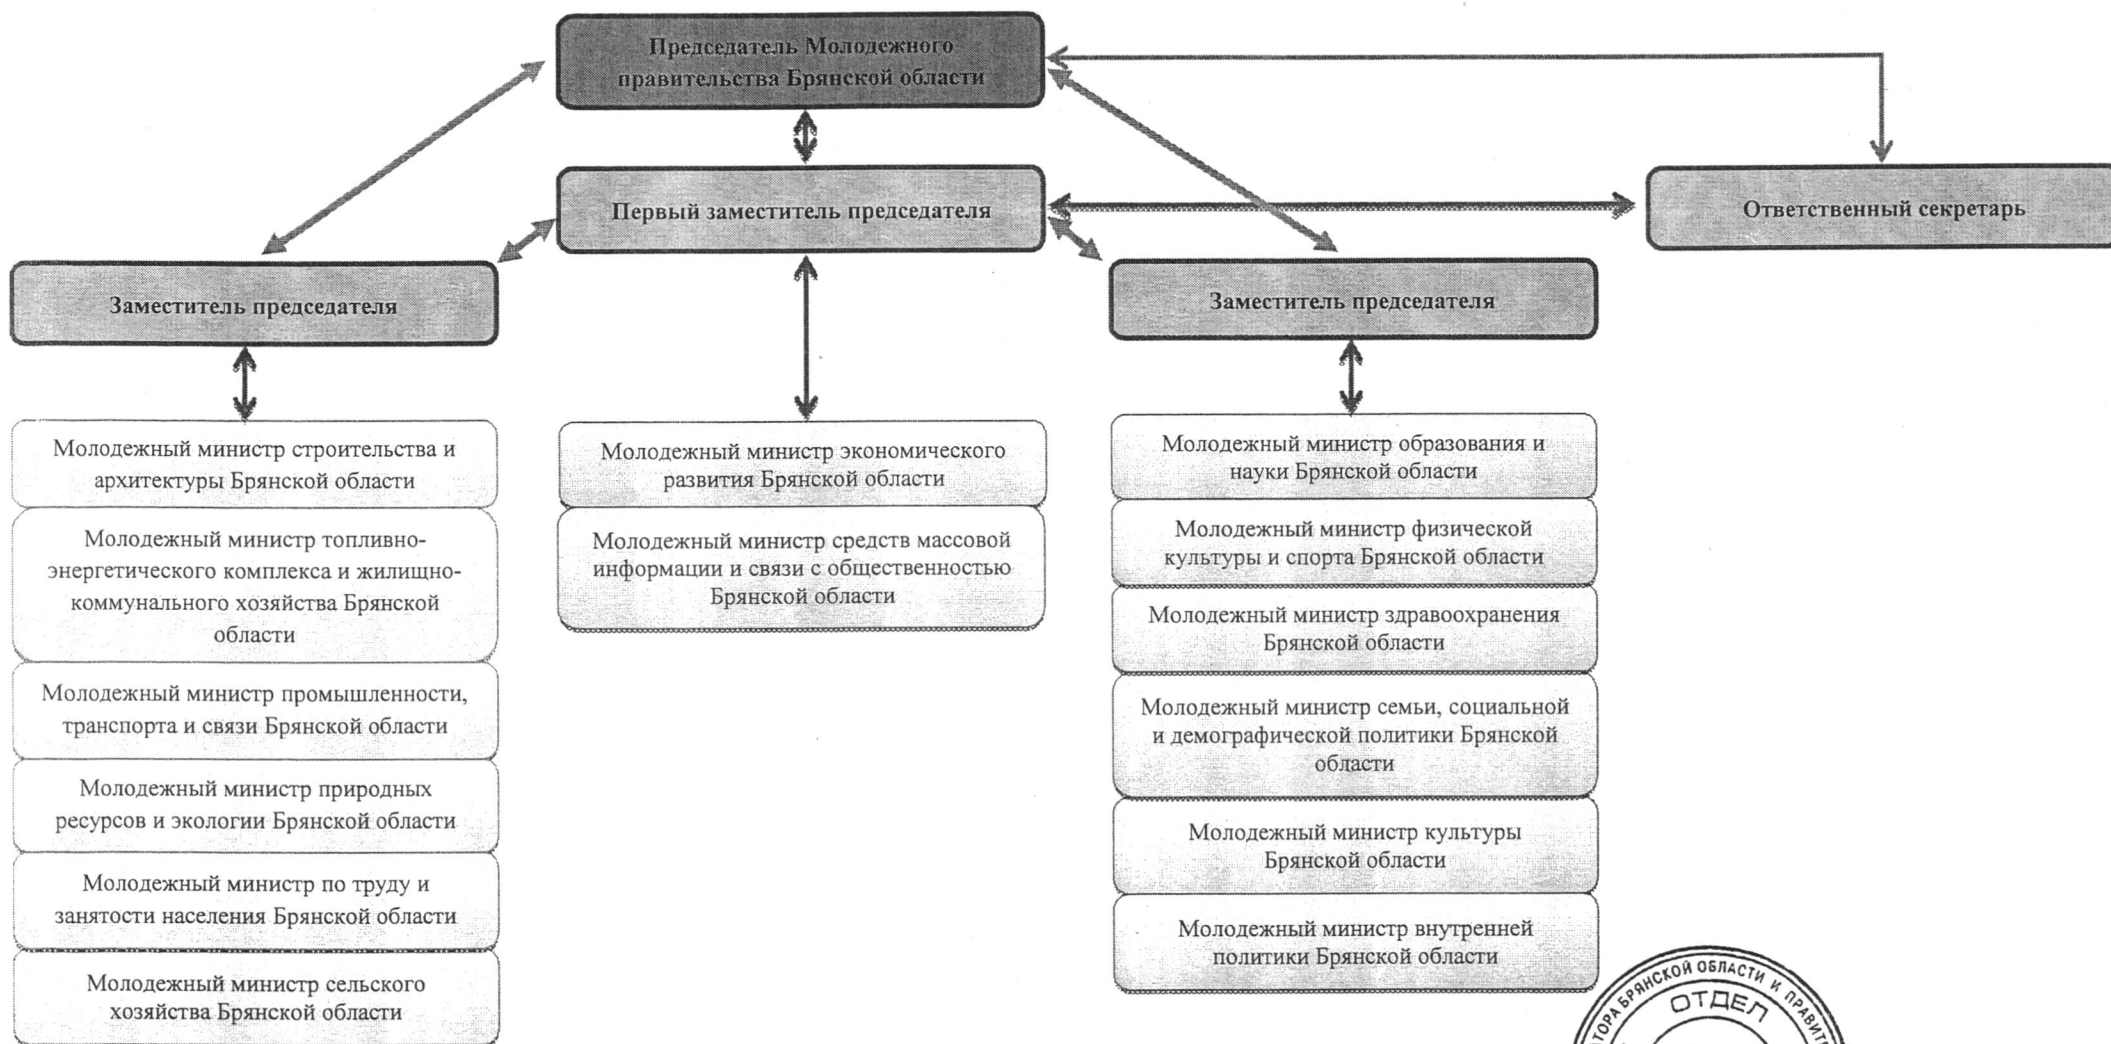 Председатель Молодежного
правительства Брянской области
Первый заместитель председателя
Ответственный секретарь
Заместитель председателя
Заместитель председателя
Молодежный министр строительства и
архитектуры Брянской области
Молодежный министр топливно-
энергетического комплекса и жилищно-
коммунального хозяйства Брянской
области
Молодежный министр промышленности,
транспорта и связи Брянской области
Молодежный министр природных
ресурсов и экологии Брянской области
Молодежный министр по труду и
занятости населения Брянской области
Молодежный министр сельского
хозяйства Брянской области
Молодежный министр экономического
развития Брянской области
Молодежный министр средств массовой
информации и связи с общественностью
Брянской области
Молодежный министр образования и
науки Брянской области
Молодежный министр физической
культуры и спорта Брянской области
Молодежный министр здравоохранения
Брянской области
Молодежный министр семьи, социальной
и демографической политики Брянской
области
Молодежный министр культуры
Брянской области
Молодежный министр внутренней
политики Брянской области
БРЯНСКОЙ ОБЛАСТИ И
ОТДЕЛ